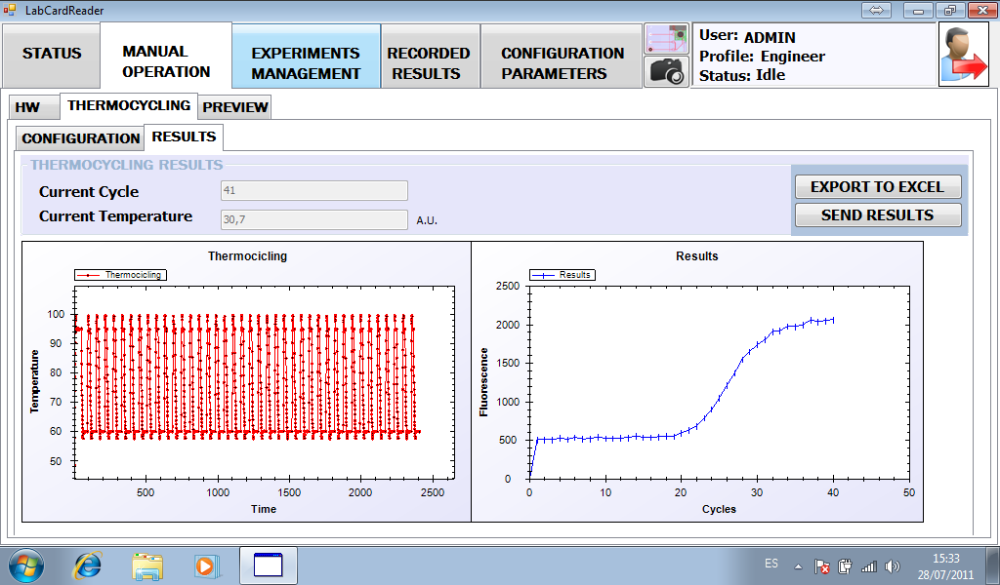 LabCardReader
STATUS
MANUAL
OPERATION
EXPERIMENTS
MANAGEMENT
RECORDED
RESULTS
CONFIGURATION
PARAMETERS
User: ADMIN
Profile: Engineer
Status: Idle
HW
THERMOCYCLING
PREVIEW
CONFIGURATION
RESULTS
THERMOCYCLING RESULTS
Current Cycle
41
Current Temperature
30,7
A.U.
EXPORT TO EXCEL
SEND RESULTS
Thermocicling
Thermocicling
Temperature
100
90
80
70
60
50
500
1000
1500
2000
2500
Time
Results
Results
Fluorescence
2500
2000
1500
1000
500
0
0
10
20
30
40
50
Cycles
ES
15:33
28/07/2011